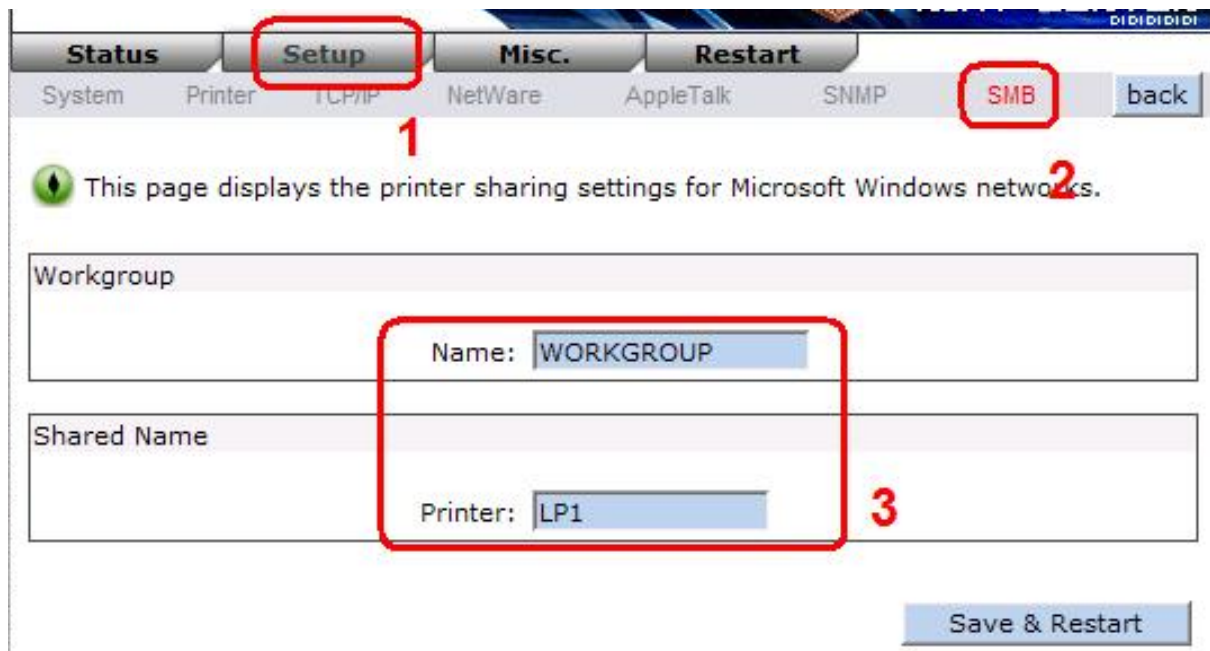 DIDIDIDIDI
Status Setup Misc. Restart
System Printer TCP/IP NetWare AppleTalk SNMP SMB back
1
2
This page displays the printer sharing settings for Microsoft Windows networks.
Workgroup
Name: WORKGROUP
Shared Name
Printer: LP1
3
Save & Restart